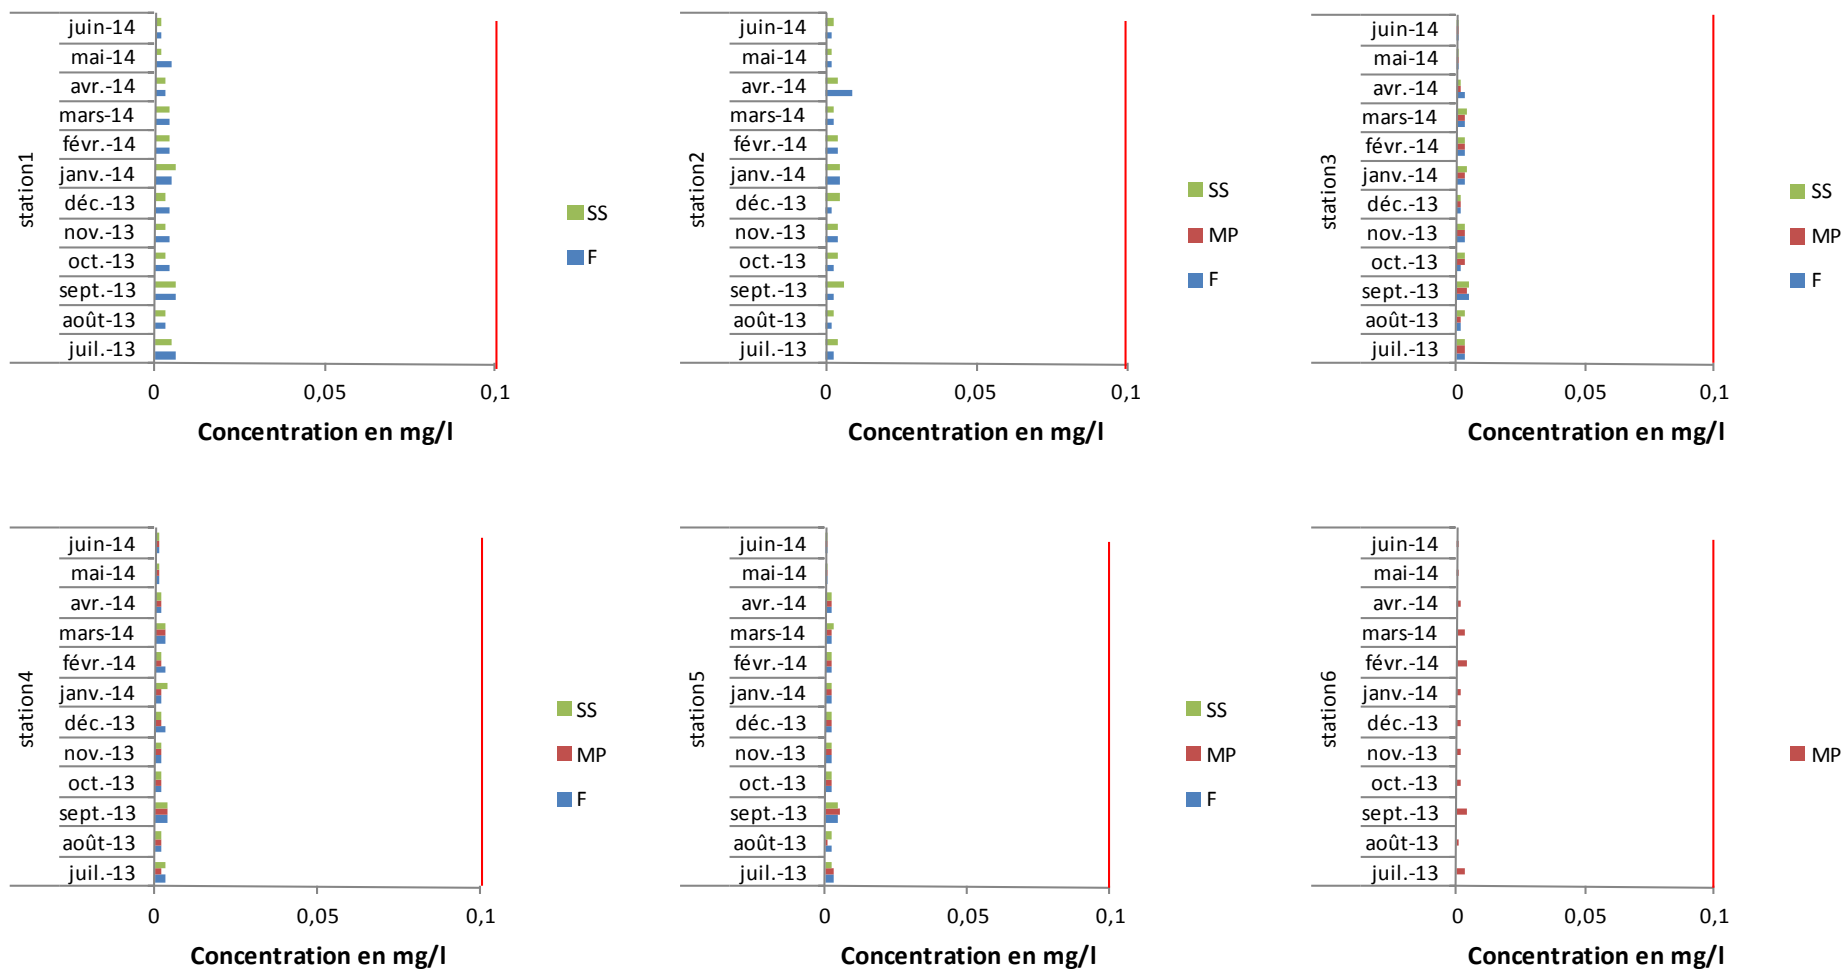 station1
juin-14
mai-14
avr.-14
mars-14
févr.-14
janv.-14
déc.-13
nov.-13
oct.-13
sept.-13
août-13
juil.-13
0 0,05 0,1
Concentration en mg/l
SS
F
station2
juin-14
mai-14
avr.-14
mars-14
févr.-14
janv.-14
déc.-13
nov.-13
oct.-13
sept.-13
août-13
juil.-13
0 0,05 0,1
Concentration en mg/l
SS
MP
F
station3
juin-14
mai-14
avr.-14
mars-14
févr.-14
janv.-14
déc.-13
nov.-13
oct.-13
sept.-13
août-13
juil.-13
0 0,05 0,1
Concentration en mg/l
SS
MP
F
station4
juin-14
mai-14
avr.-14
mars-14
févr.-14
janv.-14
déc.-13
nov.-13
oct.-13
sept.-13
août-13
juil.-13
0 0,05 0,1
Concentration en mg/l
SS
MP
F
station5
juin-14
mai-14
avr.-14
mars-14
févr.-14
janv.-14
déc.-13
nov.-13
oct.-13
sept.-13
août-13
juil.-13
0 0,05 0,1
Concentration en mg/l
SS
MP
F
station6
juin-14
mai-14
avr.-14
mars-14
févr.-14
janv.-14
déc.-13
nov.-13
oct.-13
sept.-13
août-13
juil.-13
0 0,05 0,1
Concentration en mg/l
MP